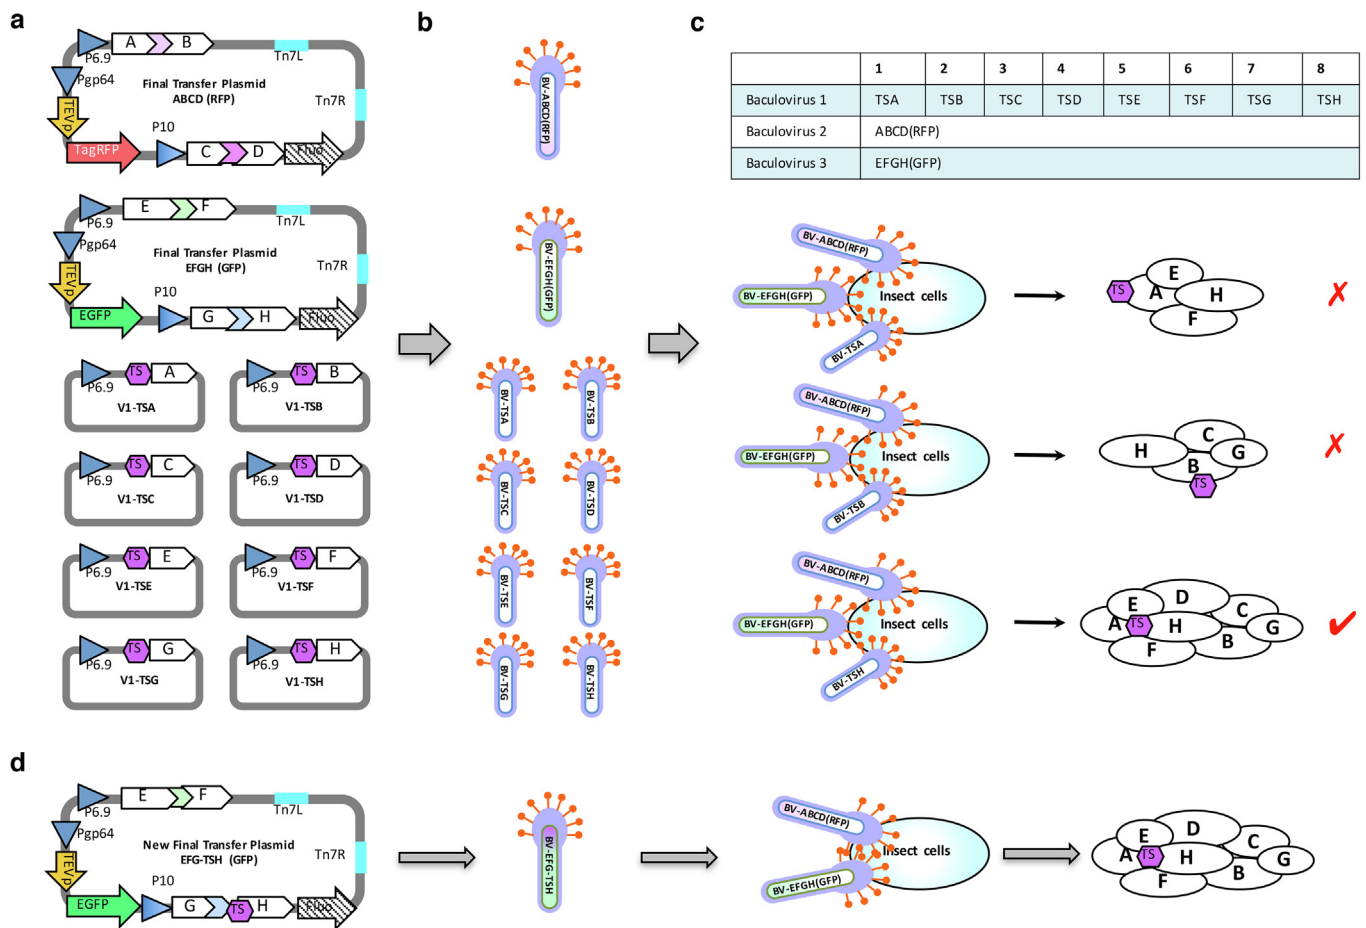 a
A
B
P6.9
Tn7L
Pgp64
Final Transfer Plasmid
ABCD (RFP)
Tn7R
TEVp
P10
TagRFP
C
D
Fluo
E
F
P6.9
Tn7L
Pgp64
Final Transfer Plasmid
EFGH (GFP)
Tn7R
TEVp
P10
EGFP
G
H
Fluo
TS
A
P6.9
V1-TSA
TS
B
P6.9
V1-TSB
TS
C
P6.9
V1-TSC
TS
D
P6.9
V1-TSD
TS
E
P6.9
V1-TSE
TS
F
P6.9
V1-TSF
TS
G
P6.9
V1-TSG
TS
H
P6.9
V1-TSH
b
BV-ABCD(RFP)
BV-EFGH(GFP)
BV-TSA
BV-TSB
BV-TSC
BV-TSD
BV-TSE
BV-TSF
BV-TSG
BV-TSH
c
1 2 3 4 5 6 7 8
Baculovirus 1 TSA TSB TSC TSD TSE TSF TSG TSH
Baculovirus 2 ABCD(RFP)
Baculovirus 3 EFGH(GFP)
BV-ABCD(RFP)
BV-EFGH(GFP)
Insect cells
BV-TSA
E
TS
A
H
F
✗
BV-ABCD(RFP)
BV-EFGH(GFP)
Insect cells
BV-TSB
C
H
G
B
TS
✗
BV-ABCD(RFP)
BV-EFGH(GFP)
Insect cells
BV-TSH
E
D
C
A
TS
H
G
B
F
✓
d
E
F
P6.9
Tn7L
Pgp64
New Final Transfer Plasmid
EFG-TSH (GFP)
Tn7R
TEVp
P10
EGFP
G
TS
H
Fluo
BV-EFG-TSH
BV-ABCD(RFP)
Insect cells
BV-EFGH(GFP)
E
D
C
A
TS
H
G
B
F